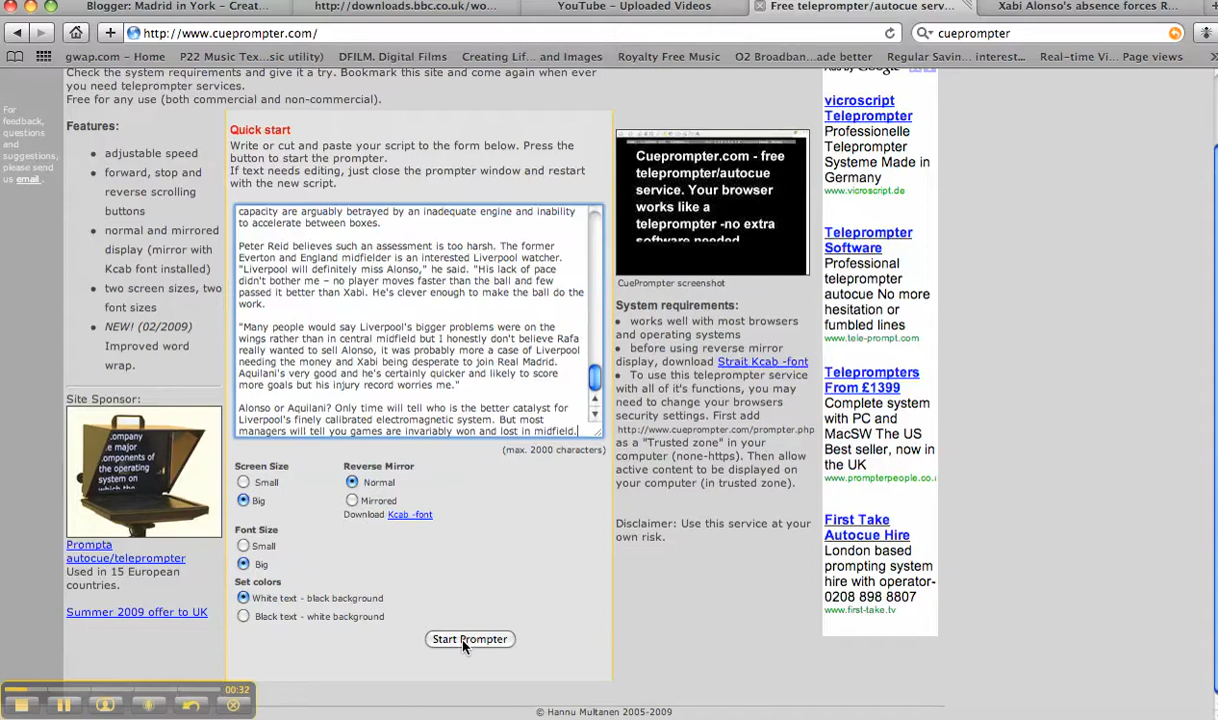 Blogger: Madrid in York - Creat...
http://downloads.bbc.co.uk/wo...
YouTube - Uploaded Videos
Free teleprompter/autocue serv...
Xabi Alonso's absence forces R...
http://www.cueprompter.com/
cueprompter
gwap.com - Home
P22 Music Tex...sic utility)
DFILM. Digital Films
Creating Lif... and Images
Royalty Free Music
O2 Broadban...ade better
Regular Savin... interest...
Real-time Vi... Page views
Check the system requirements and give it a try. Bookmark this site and come again when ever
you need teleprompter services.
Free for any use (both commercial and non-commercial).
For
feedback,
questions
and
suggestions,
please send
us email .
Features:
adjustable speed
forward, stop and
reverse scrolling
buttons
normal and mirrored
display (mirror with
Kcab font installed)
two screen sizes, two
font sizes
NEW! (02/2009)
Improved word
wrap.
Site Sponsor:
company
he major
components of
the operating
system on
which the
Prompta
autocue/teleprompter
Used in 15 European
countries.
Summer 2009 offer to UK
Quick start
Write or cut and paste your script to the form below. Press the
button to start the prompter.
If text needs editing, just close the prompter window and restart
with the new script.
capacity are arguably betrayed by an inadequate engine and inability
to accelerate between boxes.
Peter Reid believes such an assessment is too harsh. The former
Everton and England midfielder is an interested Liverpool watcher.
"Liverpool will definitely miss Alonso," he said. "His lack of pace
didn't bother me – no player moves faster than the ball and few
passed it better than Xabi. He's clever enough to make the ball do the
work.
"Many people would say Liverpool's bigger problems were on the
wings rather than in central midfield but I honestly don't believe Rafa
really wanted to sell Alonso, it was probably more a case of Liverpool
needing the money and Xabi being desperate to join Real Madrid.
Aquilani's very good and he's certainly quicker and likely to score
more goals but his injury record worries me."
Alonso or Aquilani? Only time will tell who is the better catalyst for
Liverpool's finely calibrated electromagnetic system. But most
managers will tell you games are invariably won and lost in midfield.
(max. 2000 characters)
Screen Size
Small
Big
Reverse Mirror
Normal
Mirrored
Download Kcab -font
Font Size
Small
Big
Set colors
White text - black background
Black text - white background
Start Prompter
Cueprompter.com - free
teleprompter/autocue
service. Your browser
works like a
teleprompter -no extra
software needed
CuePrompter screenshot
System requirements:
works well with most browsers
and operating systems
before using reverse mirror
display, download Strait Kcab -font
To use this teleprompter service
with all of it's functions, you may
need to change your browsers
security settings. First add
http://www.cueprompter.com/prompter.php
as a "Trusted zone" in your
computer (none-https). Then allow
active content to be displayed on
your computer (in trusted zone).
Disclaimer: Use this service at your
own risk.
vicroscript
Teleprompter
Professionelle
Teleprompter
Systeme Made in
Germany
www.vicroscript.de
Teleprompter
Software
Professional
teleprompter
autocue No more
hesitation or
fumbled lines
www.tele-prompt.com
Teleprompters
From £1399
Complete system
with PC and
MacSW The US
Best seller, now in
the UK
www.prompterpeople.co.
First Take
Autocue Hire
London based
prompting system
hire with operator-
0208 898 8807
www.first-take.tv
00:32
© Hannu Multanen 2005-2009